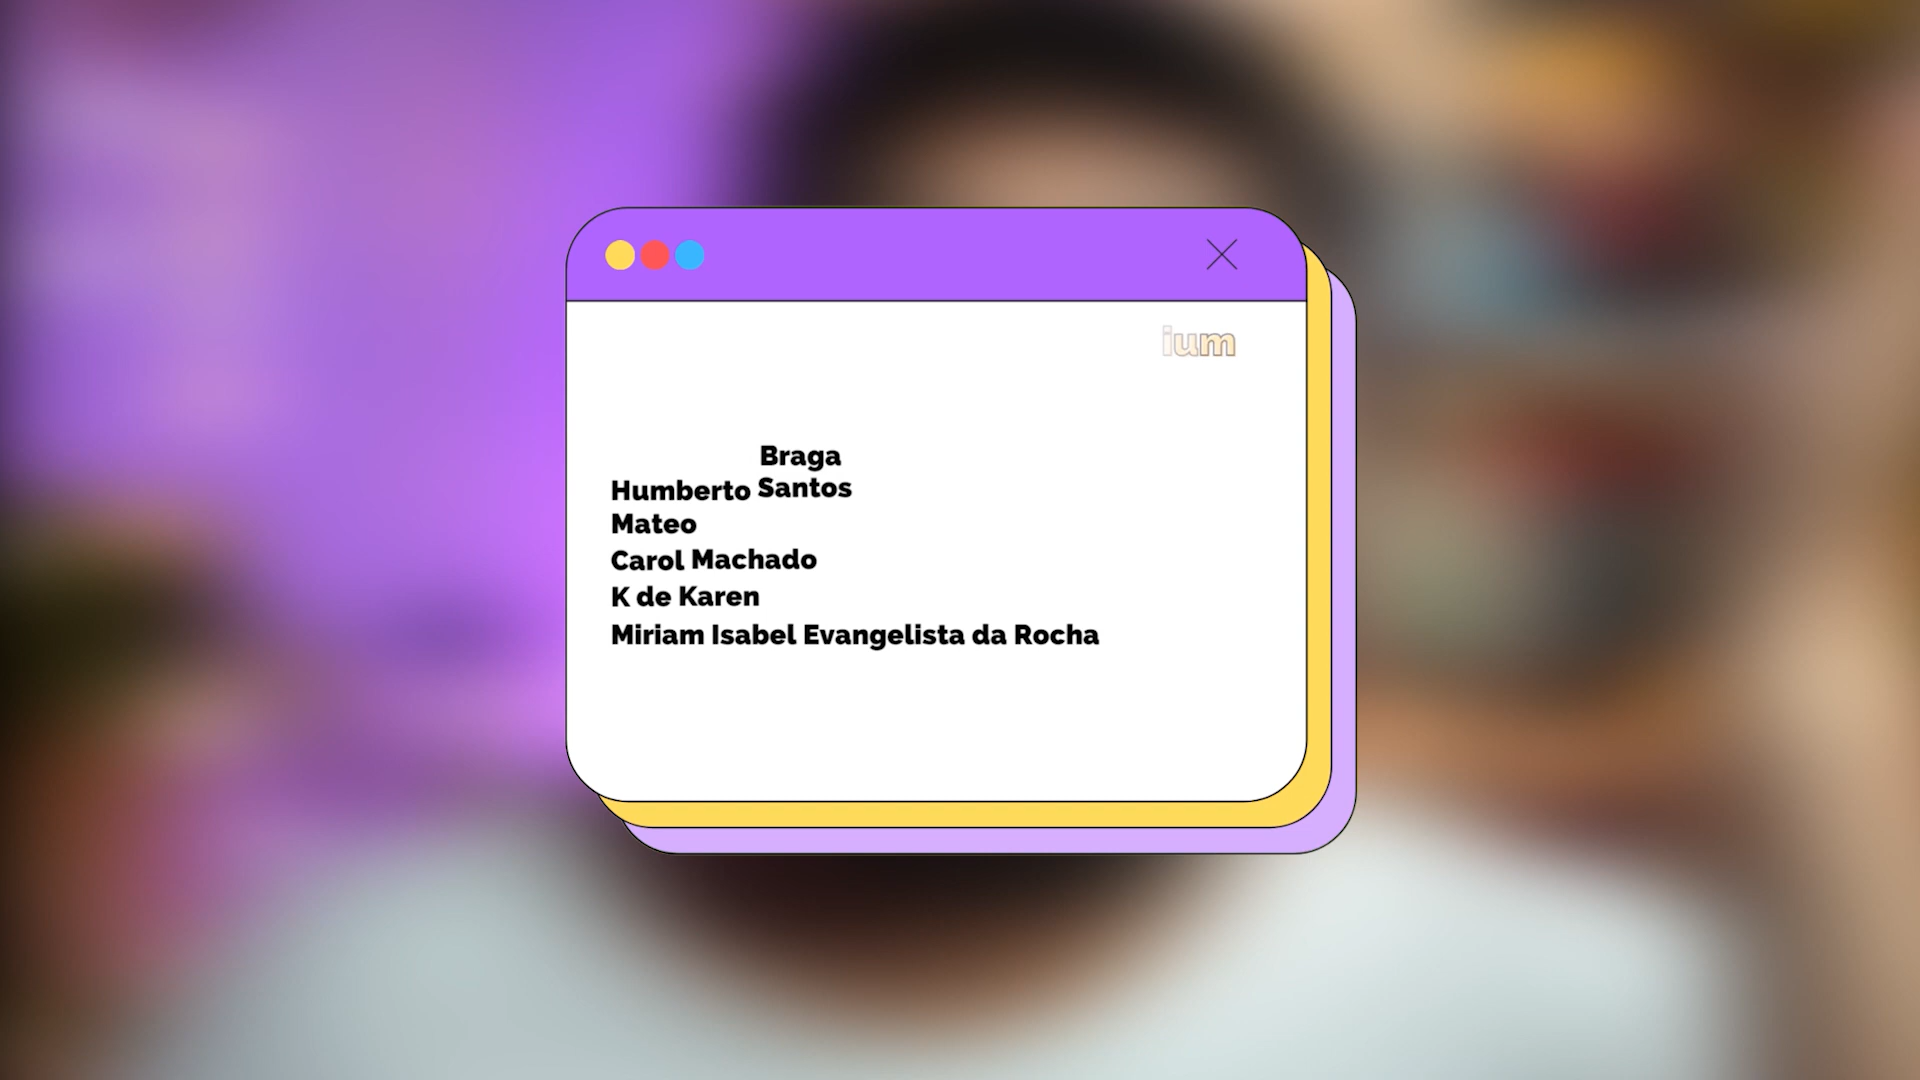 ium
Braga
Humberto Santos
Mateo
Carol Machado
K de Karen
Miriam Isabel Evangelista da Rocha